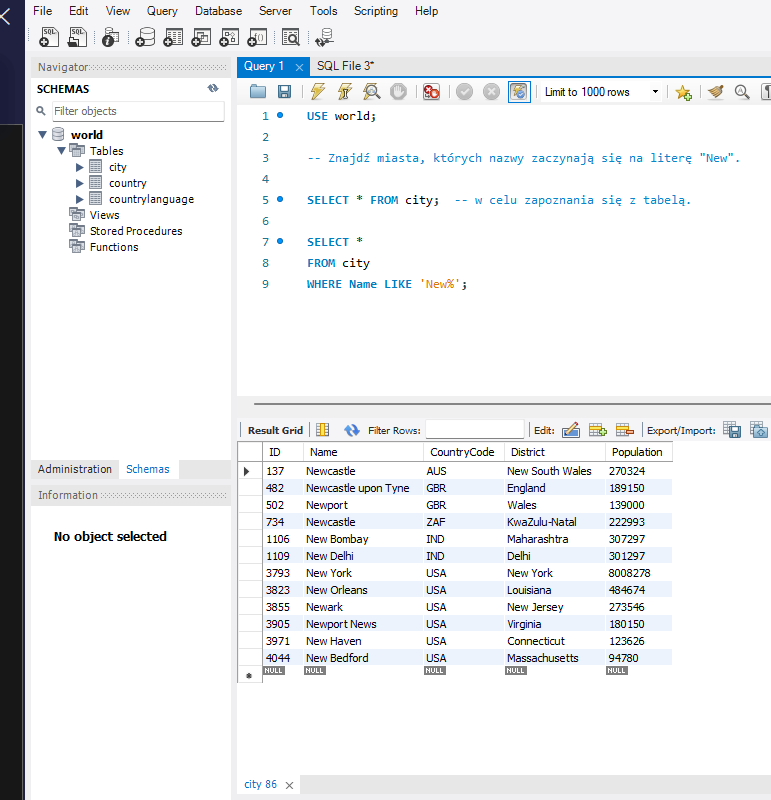 File Edit View Query Database Server Tools Scripting Help
Navigator
SCHEMAS
Filter objects
world
Tables
city
country
countrylanguage
Views
Stored Procedures
Functions
Administration Schemas
Information
No object selected
Query 1 SQL File 3*
Limit to 1000 rows
1 USE world;
2
3 -- Znajdź miasta, których nazwy zaczynają się na literę "New".
4
5 SELECT * FROM city; -- w celu zapoznania się z tabelą.
6
7 SELECT *
8 FROM city
9 WHERE Name LIKE 'New%';
Result Grid Filter Rows: Edit: Export/Import:
ID Name CountryCode District Population
137 Newcastle AUS New South Wales 270324
482 Newcastle upon Tyne GBR England 189150
502 Newport GBR Wales 139000
734 Newcastle ZAF KwaZulu-Natal 222993
1106 New Bombay IND Maharashtra 307297
1109 New Delhi IND Delhi 301297
3793 New York USA New York 8008278
3823 New Orleans USA Louisiana 484674
3855 Newark USA New Jersey 273546
3905 Newport News USA Virginia 180150
3971 New Haven USA Connecticut 123626
4044 New Bedford USA Massachusetts 94780
NULL NULL NULL NULL NULL
city 86